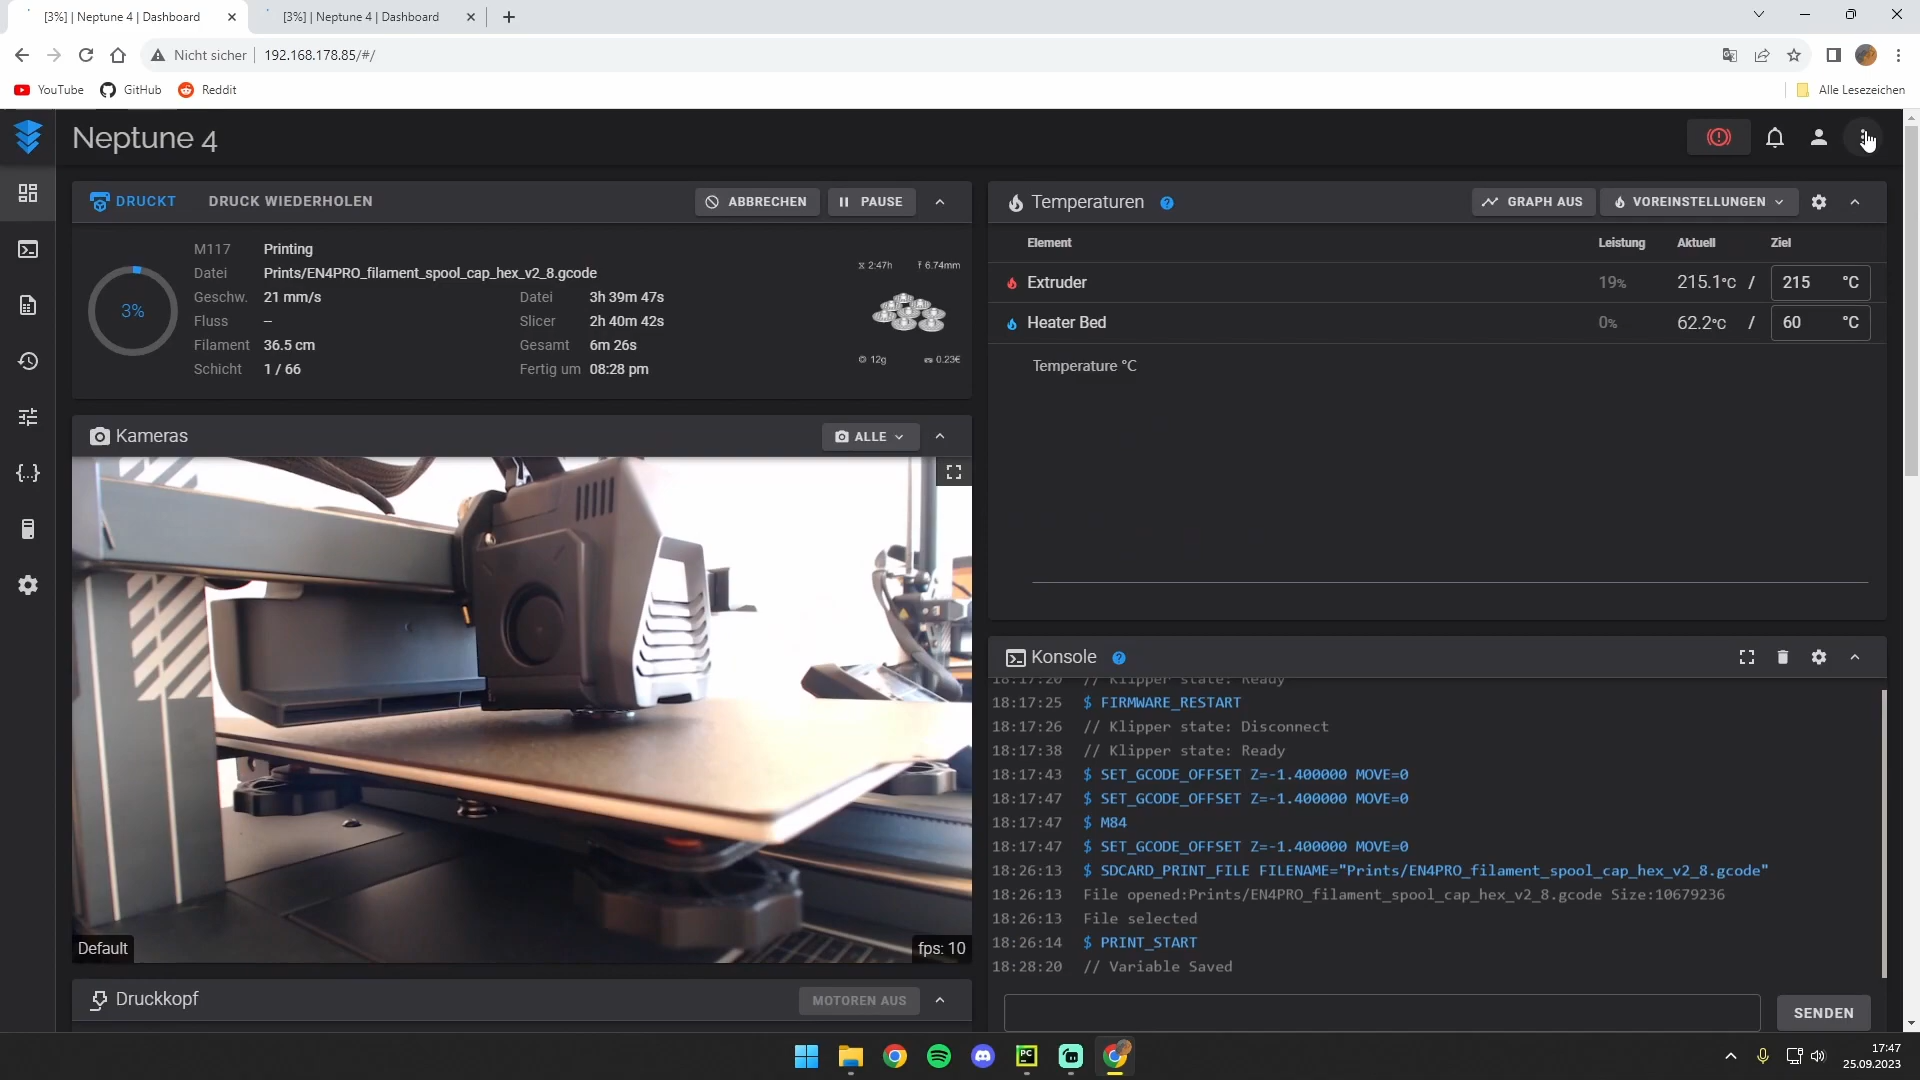 [3%] | Neptune 4 | Dashboard
[3%] | Neptune 4 | Dashboard
Nicht sicher
192.168.178.85/#/
YouTube
GitHub
Reddit
Alle Lesezeichen
Neptune 4
DRUCKT
DRUCK WIEDERHOLEN
ABBRECHEN
PAUSE
3%
M117 Printing
Datei Prints/EN4PRO_filament_spool_cap_hex_v2_8.gcode
Geschw. 21 mm/s Datei 3h 39m 47s
Fluss -- Slicer 2h 40m 42s
Filament 36.5 cm Gesamt 6m 26s
Schicht 1 / 66 Fertig um 08:28 pm
2:47h 6.74mm
12g 0.23€
Kameras
ALLE
Default
fps: 10
Druckkopf
MOTOREN AUS
Temperaturen
GRAPH AUS
VOREINSTELLUNGEN
Element Leistung Aktuell Ziel
Extruder 19% 215.1°C / 215 °C
Heater Bed 0% 62.2°C / 60 °C
Temperature °C
Konsole
18:17:20 // Klipper state: Ready
18:17:25 $ FIRMWARE_RESTART
18:17:26 // Klipper state: Disconnect
18:17:38 // Klipper state: Ready
18:17:43 $ SET_GCODE_OFFSET Z=-1.400000 MOVE=0
18:17:47 $ SET_GCODE_OFFSET Z=-1.400000 MOVE=0
18:17:47 $ M84
18:17:47 $ SET_GCODE_OFFSET Z=-1.400000 MOVE=0
18:26:13 $ SDCARD_PRINT_FILE FILENAME="Prints/EN4PRO_filament_spool_cap_hex_v2_8.gcode"
18:26:13 File opened:Prints/EN4PRO_filament_spool_cap_hex_v2_8.gcode Size:10679236
18:26:13 File selected
18:26:14 $ PRINT_START
18:28:20 // Variable Saved
SENDEN
PC
17:47
25.09.2023